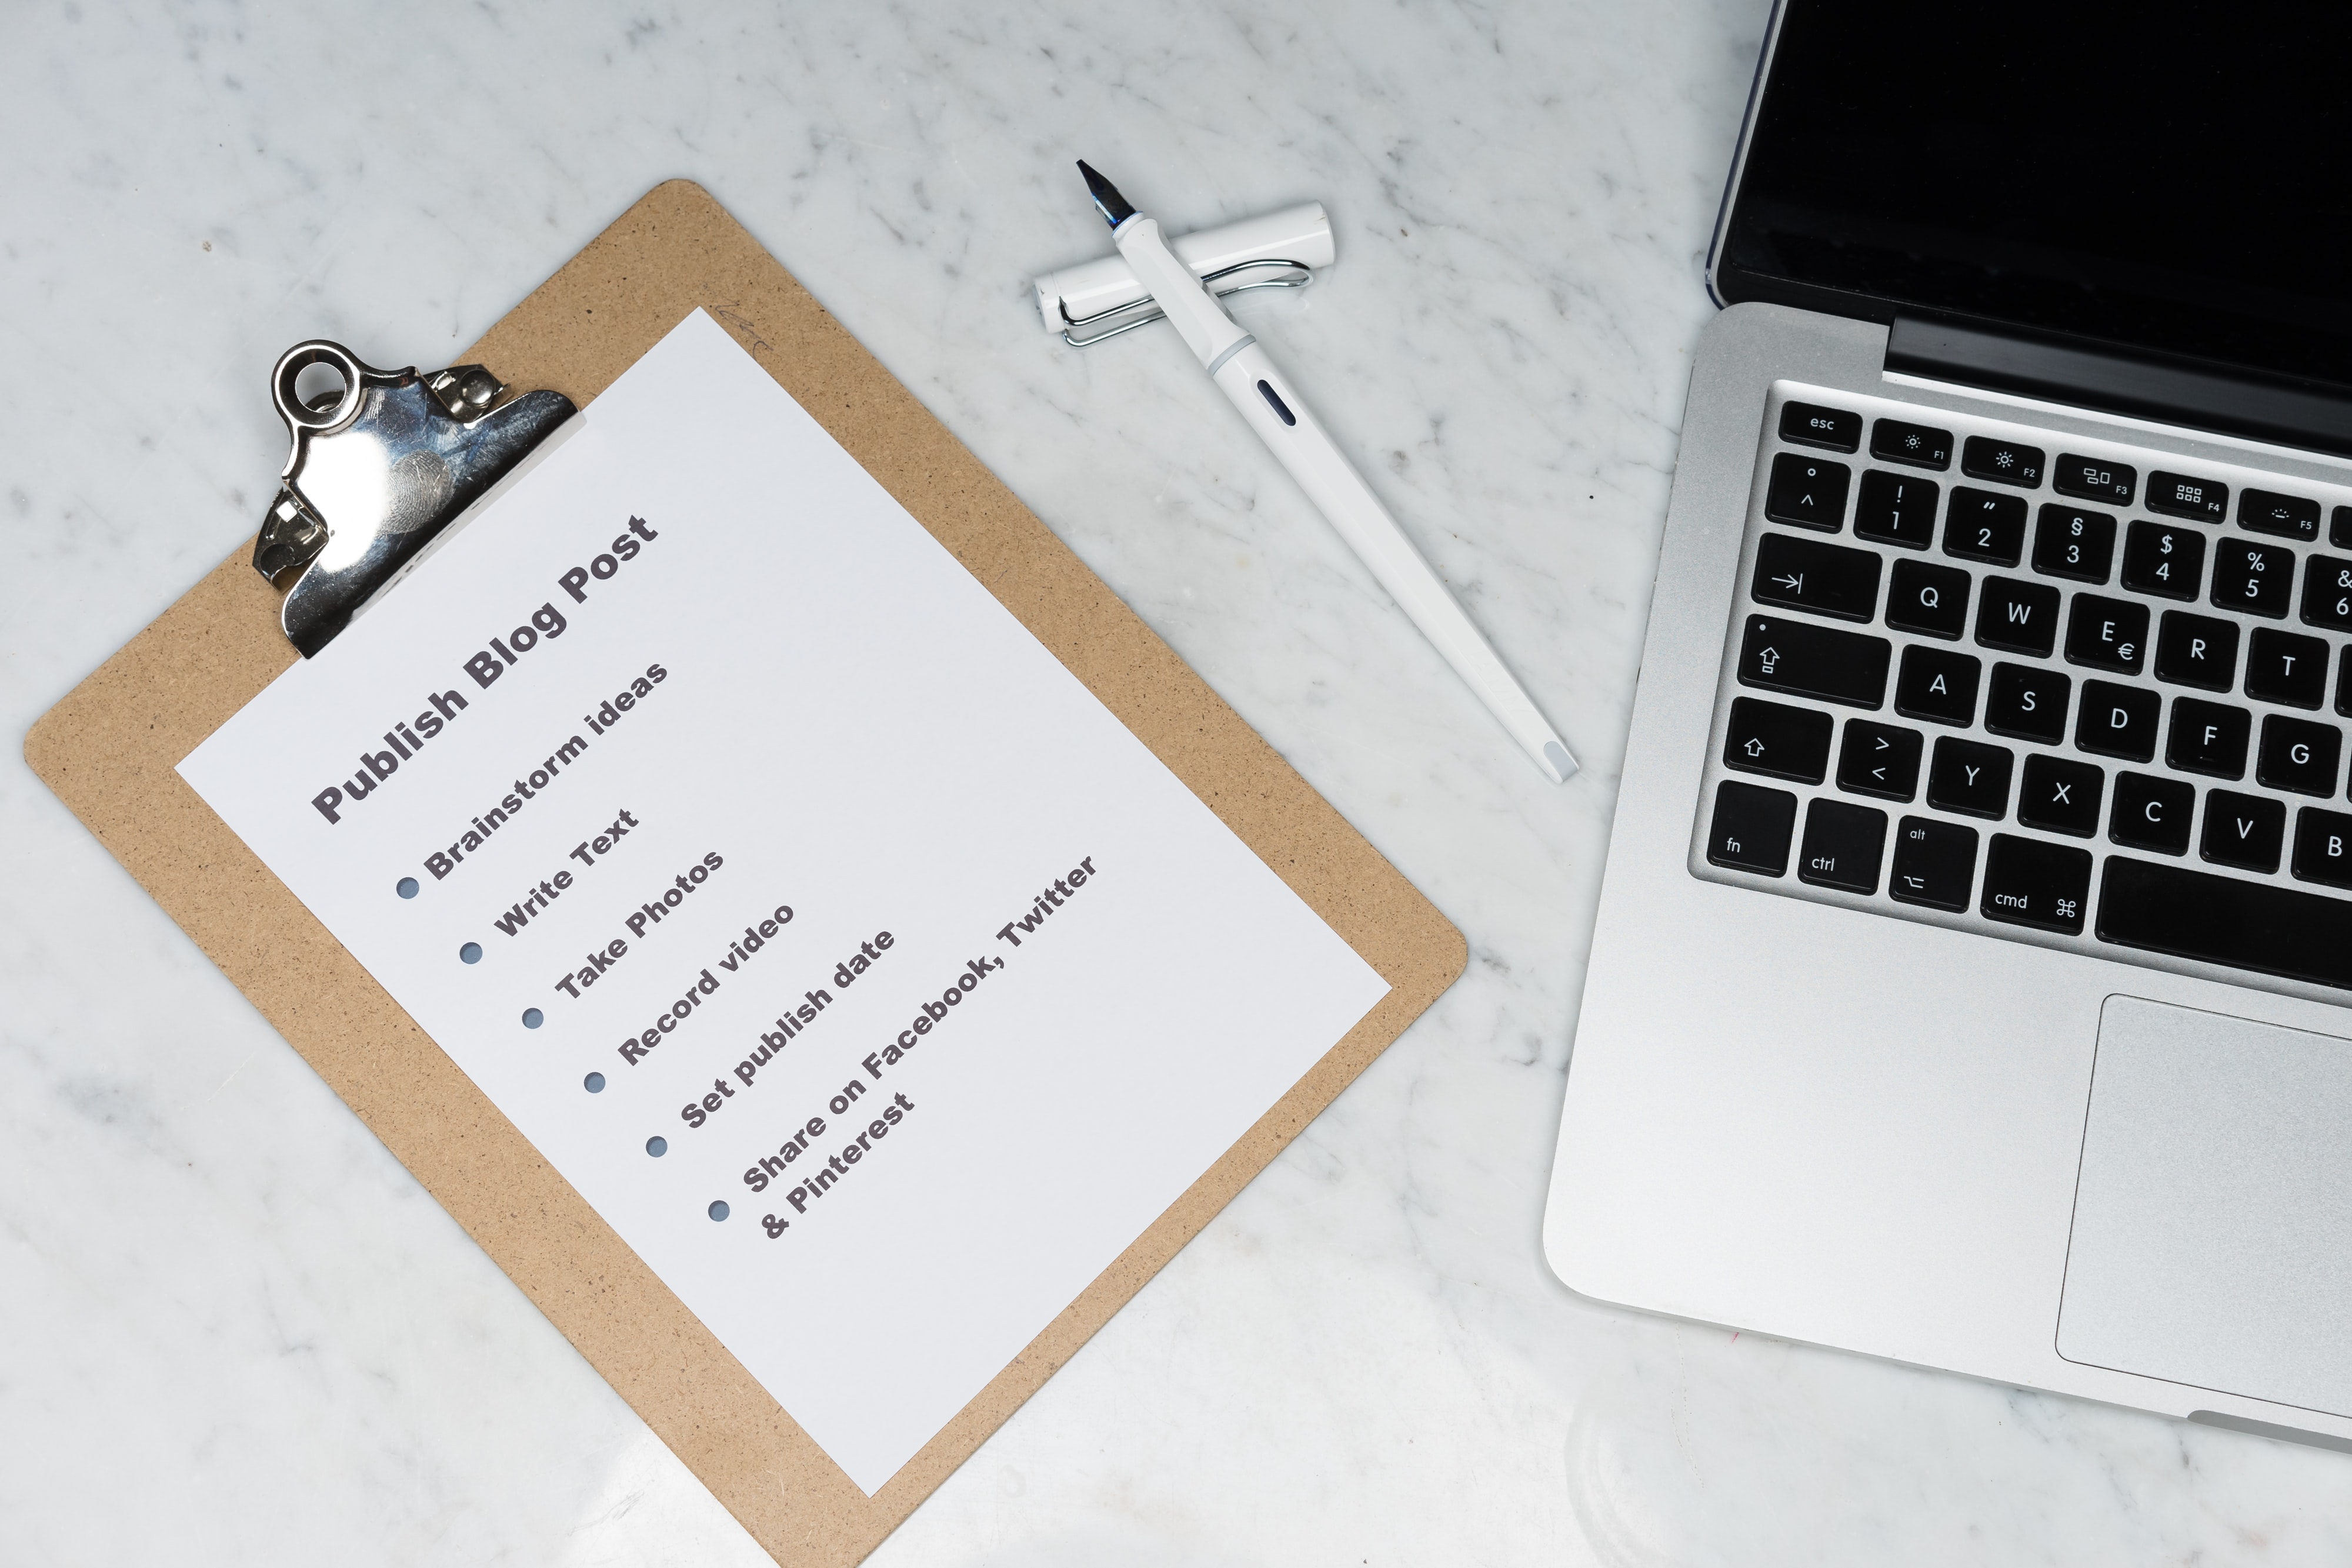 Publish Blog Post
Brainstorm ideas
Write Text
Take Photos
Record video
Set publish date
Share on Facebook, Twitter
& Pinterest
esc F1 F2 F3 F4 F5
° ! " § $ % &
^ 1 2 3 4 5 6
Q W E € R T
A S D F G
> < Y X C V B
fn ctrl alt cmd ⌘